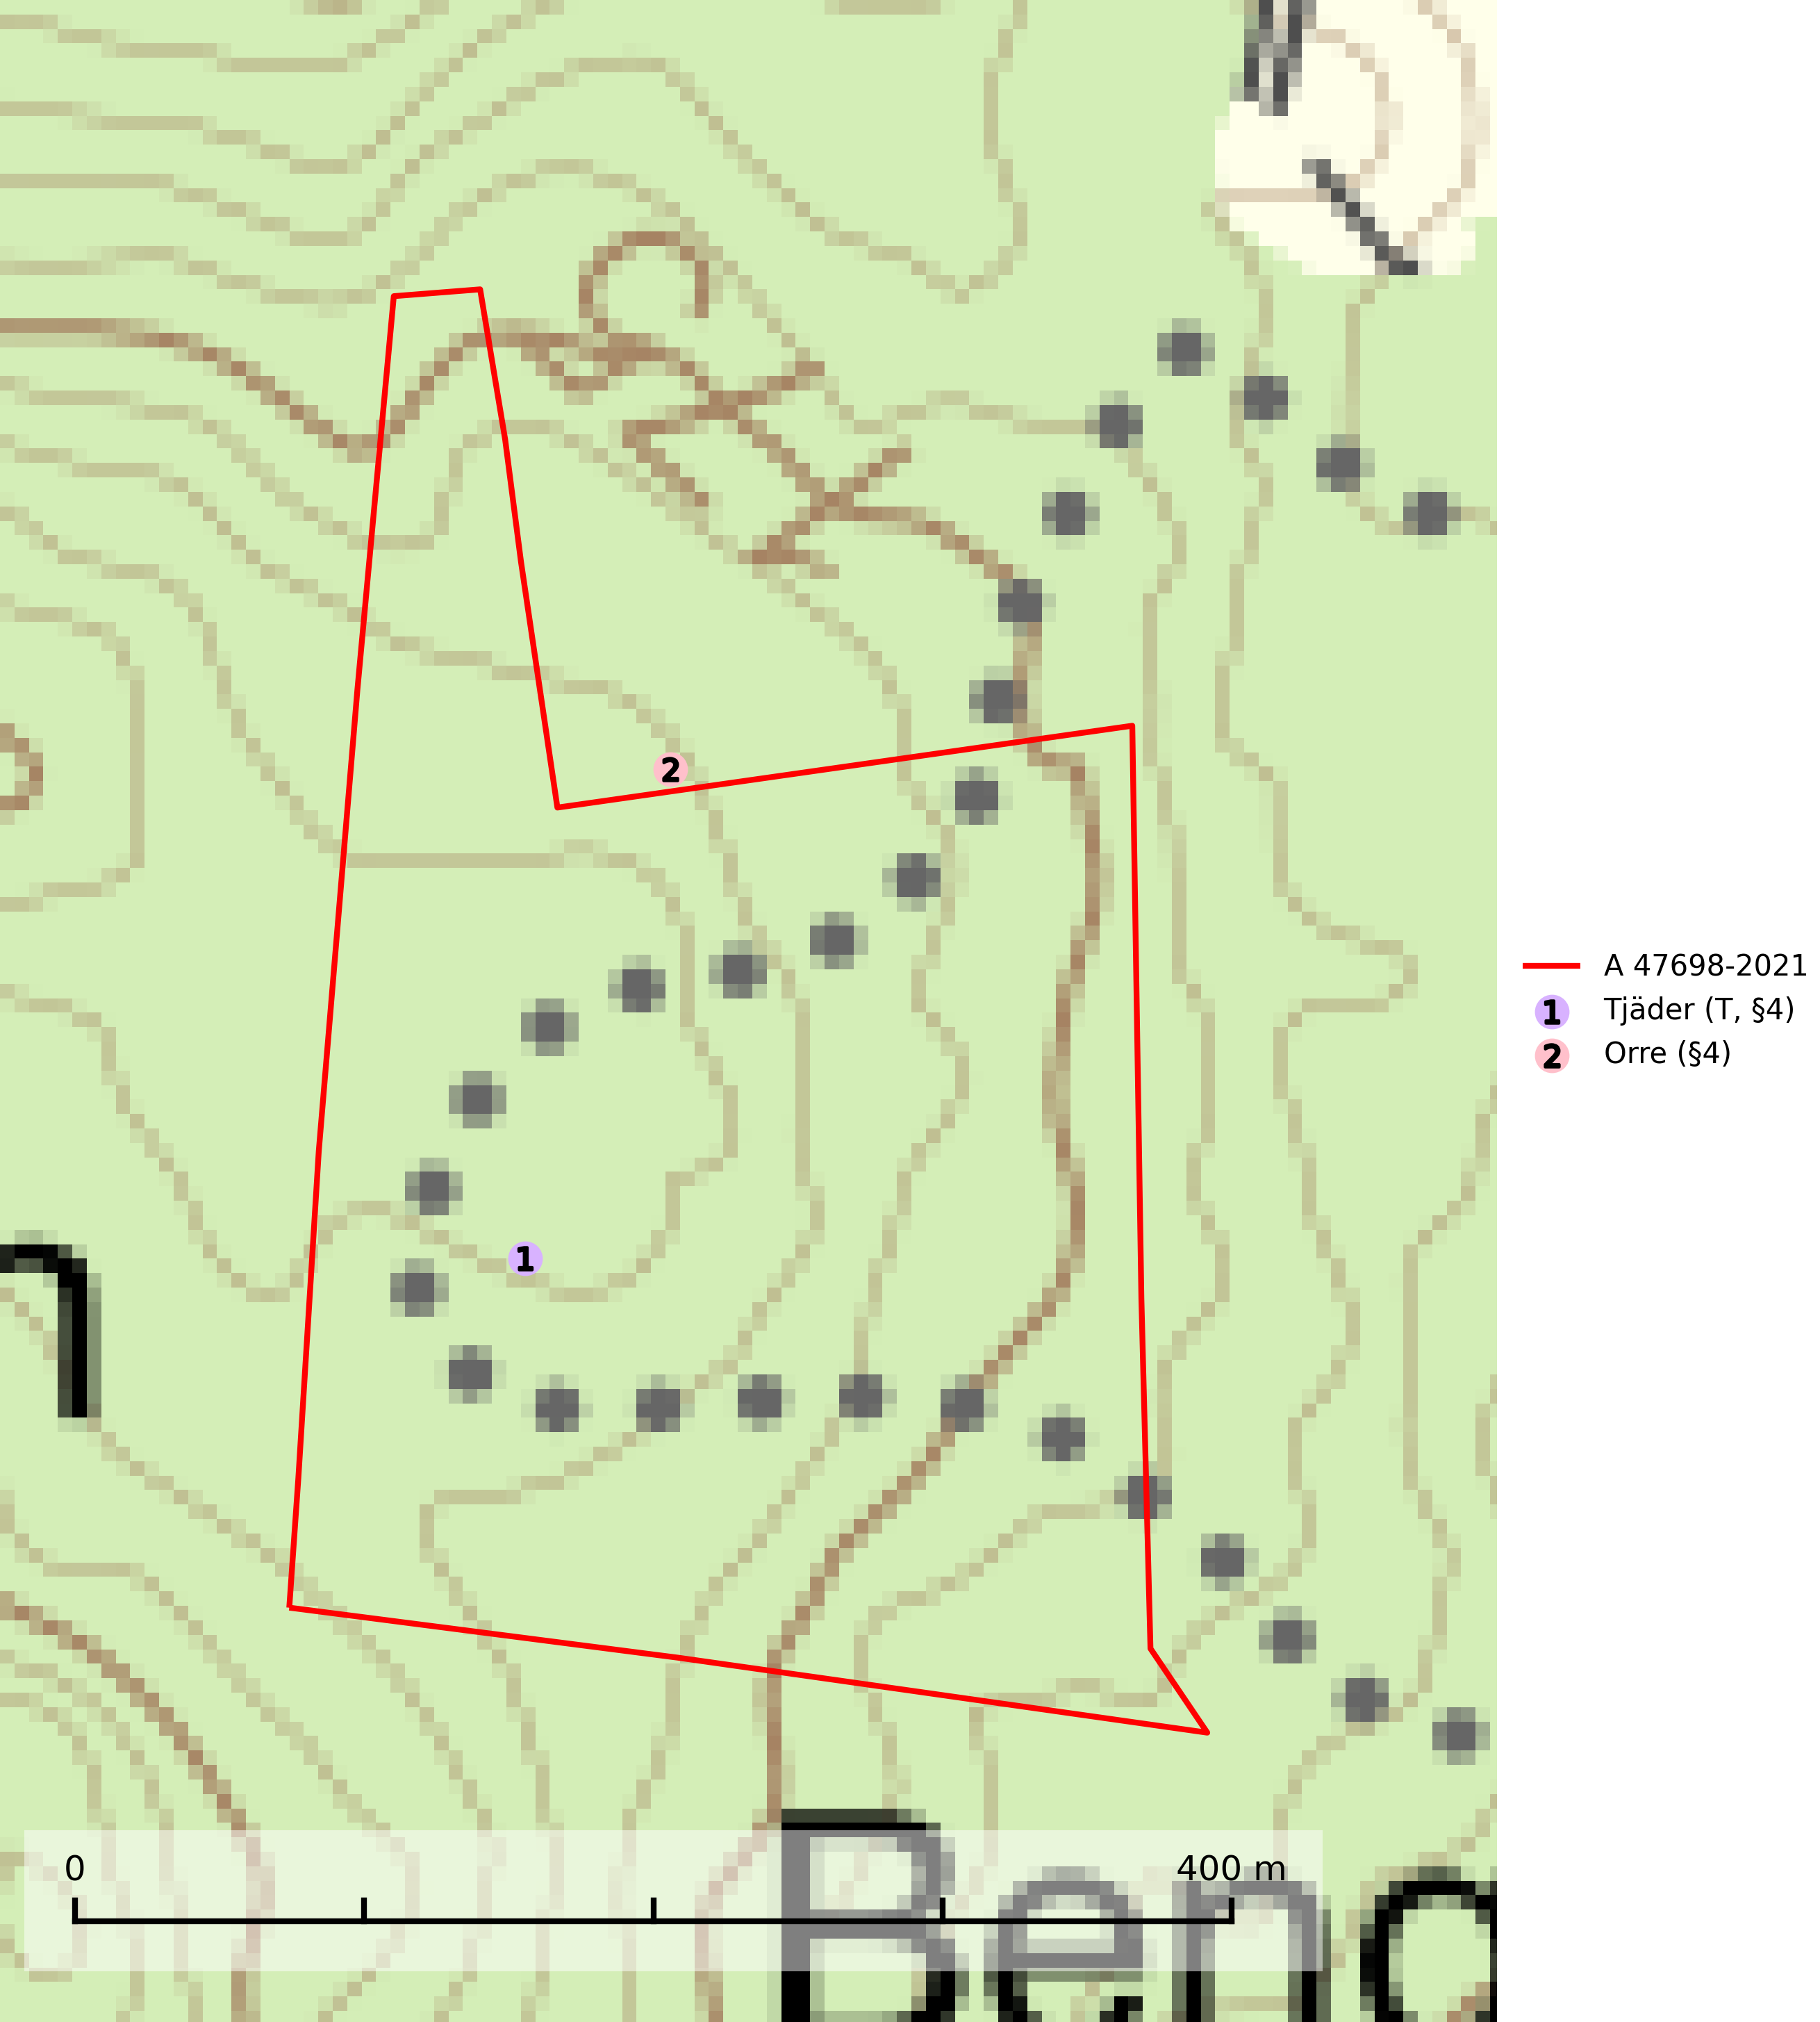 2
1
A 47698-2021
1 Tjäder (T, §4)
2 Orre (§4)
0 400 m